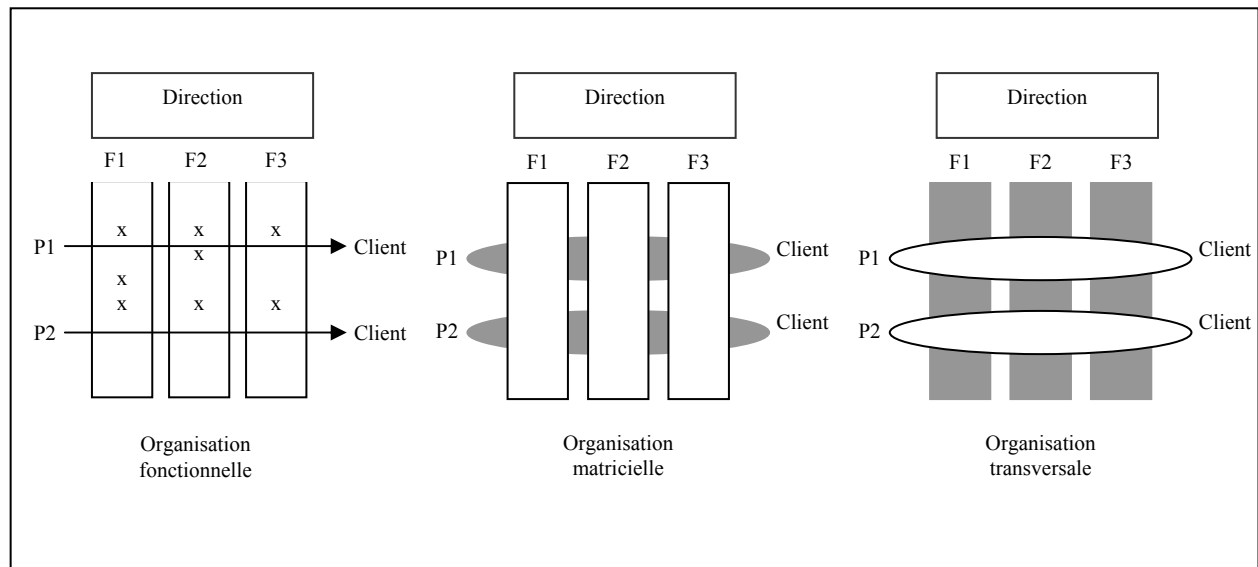 Direction
F1 F2 F3
x x x
P1 Client
x
x
x x x
P2 Client
Organisation
fonctionnelle
Direction
F1 F2 F3
Client
P1
Client
P2
Organisation
matricielle
Direction
F1 F2 F3
Client
P1
Client
P2
Organisation
transversale